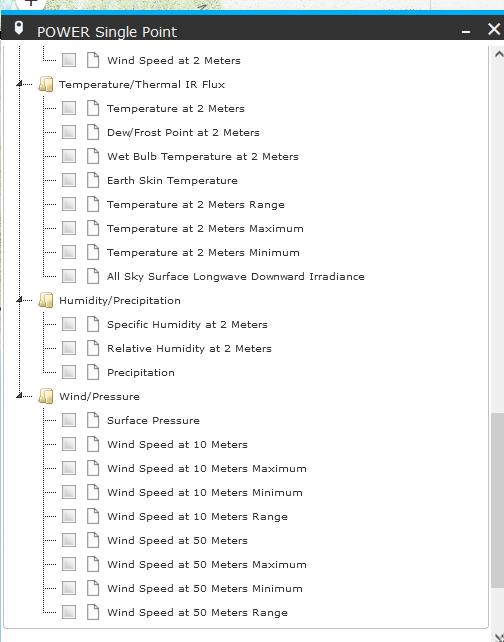 POWER Single Point
Wind Speed at 2 Meters
Temperature/Thermal IR Flux
Temperature at 2 Meters
Dew/Frost Point at 2 Meters
Wet Bulb Temperature at 2 Meters
Earth Skin Temperature
Temperature at 2 Meters Range
Temperature at 2 Meters Maximum
Temperature at 2 Meters Minimum
All Sky Surface Longwave Downward Irradiance
Humidity/Precipitation
Specific Humidity at 2 Meters
Relative Humidity at 2 Meters
Precipitation
Wind/Pressure
Surface Pressure
Wind Speed at 10 Meters
Wind Speed at 10 Meters Maximum
Wind Speed at 10 Meters Minimum
Wind Speed at 10 Meters Range
Wind Speed at 50 Meters
Wind Speed at 50 Meters Maximum
Wind Speed at 50 Meters Minimum
Wind Speed at 50 Meters Range